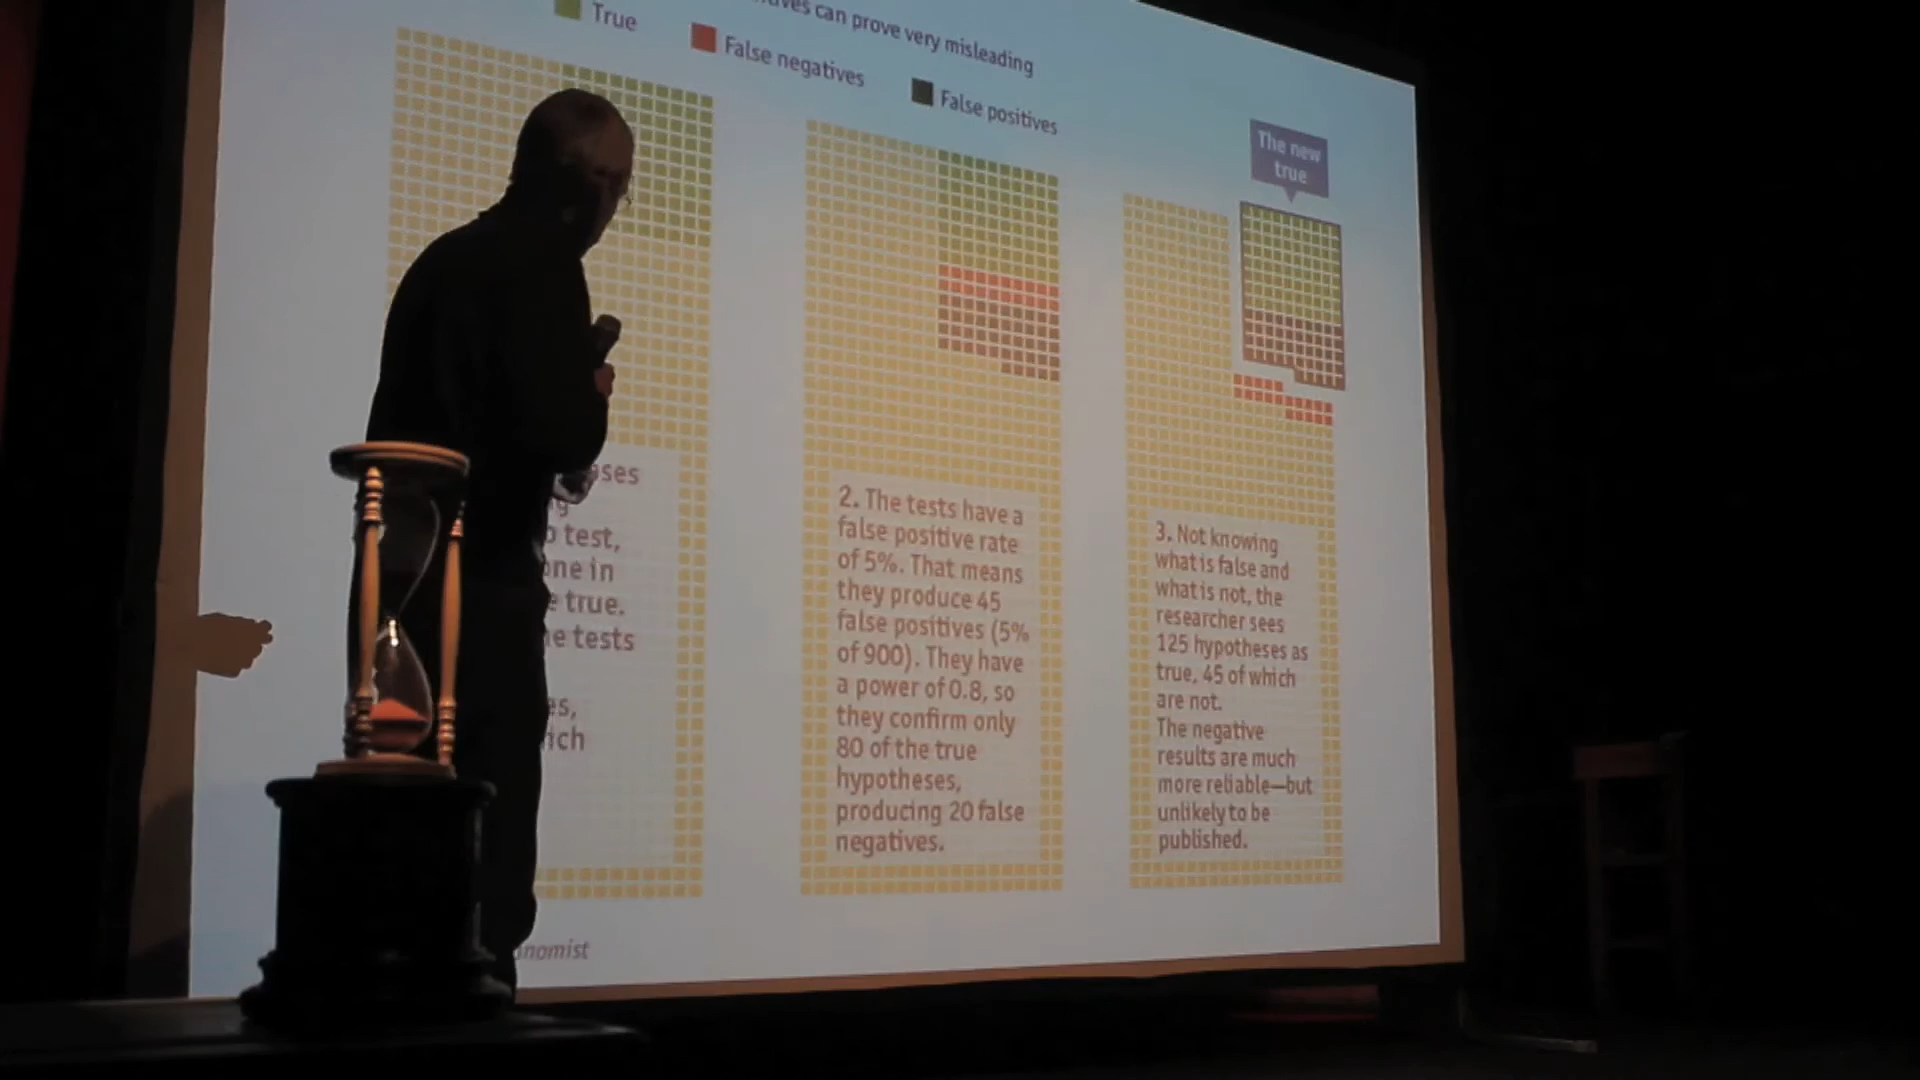 can prove very misleading
True
False negatives
False positives
The new
true
test,
one in
true.
tests
2. The tests have a
false positive rate
of 5%. That means
they produce 45
false positives (5%
of 900). They have
a power of 0.8, so
they confirm only
80 of the true
hypotheses,
producing 20 false
negatives.
3. Not knowing
what is false and
what is not, the
researcher sees
125 hypotheses as
true, 45 of which
are not.
The negative
results are much
more reliable—but
unlikely to be
published.